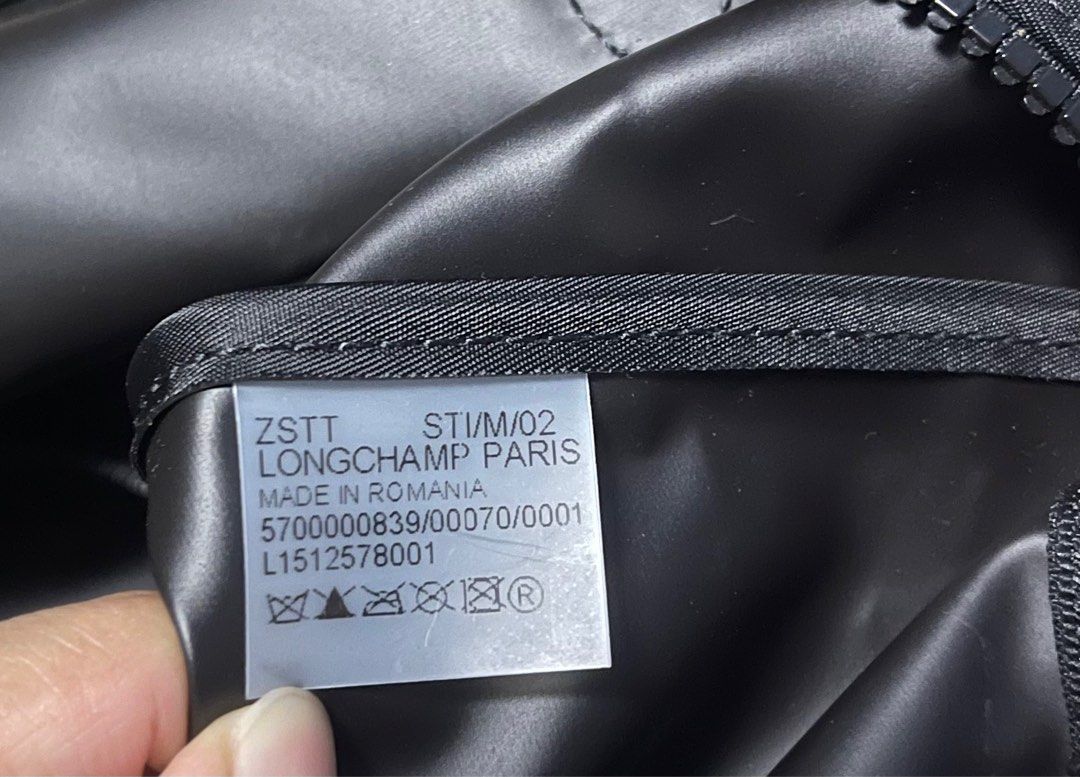 ZSTT STI/M/02
LONGCHAMP PARIS
MADE IN ROMANIA
5700000839/00070/0001
L1512578001
®